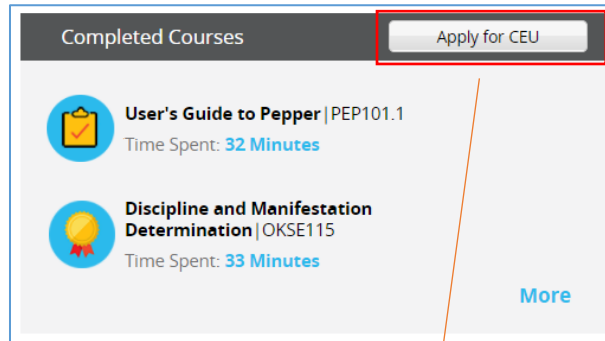 Completed Courses
Apply for CEU
User's Guide to Pepper|PEP101.1
Time Spent: 32 Minutes
Discipline and Manifestation
Determination|OKSE115
Time Spent: 33 Minutes
More